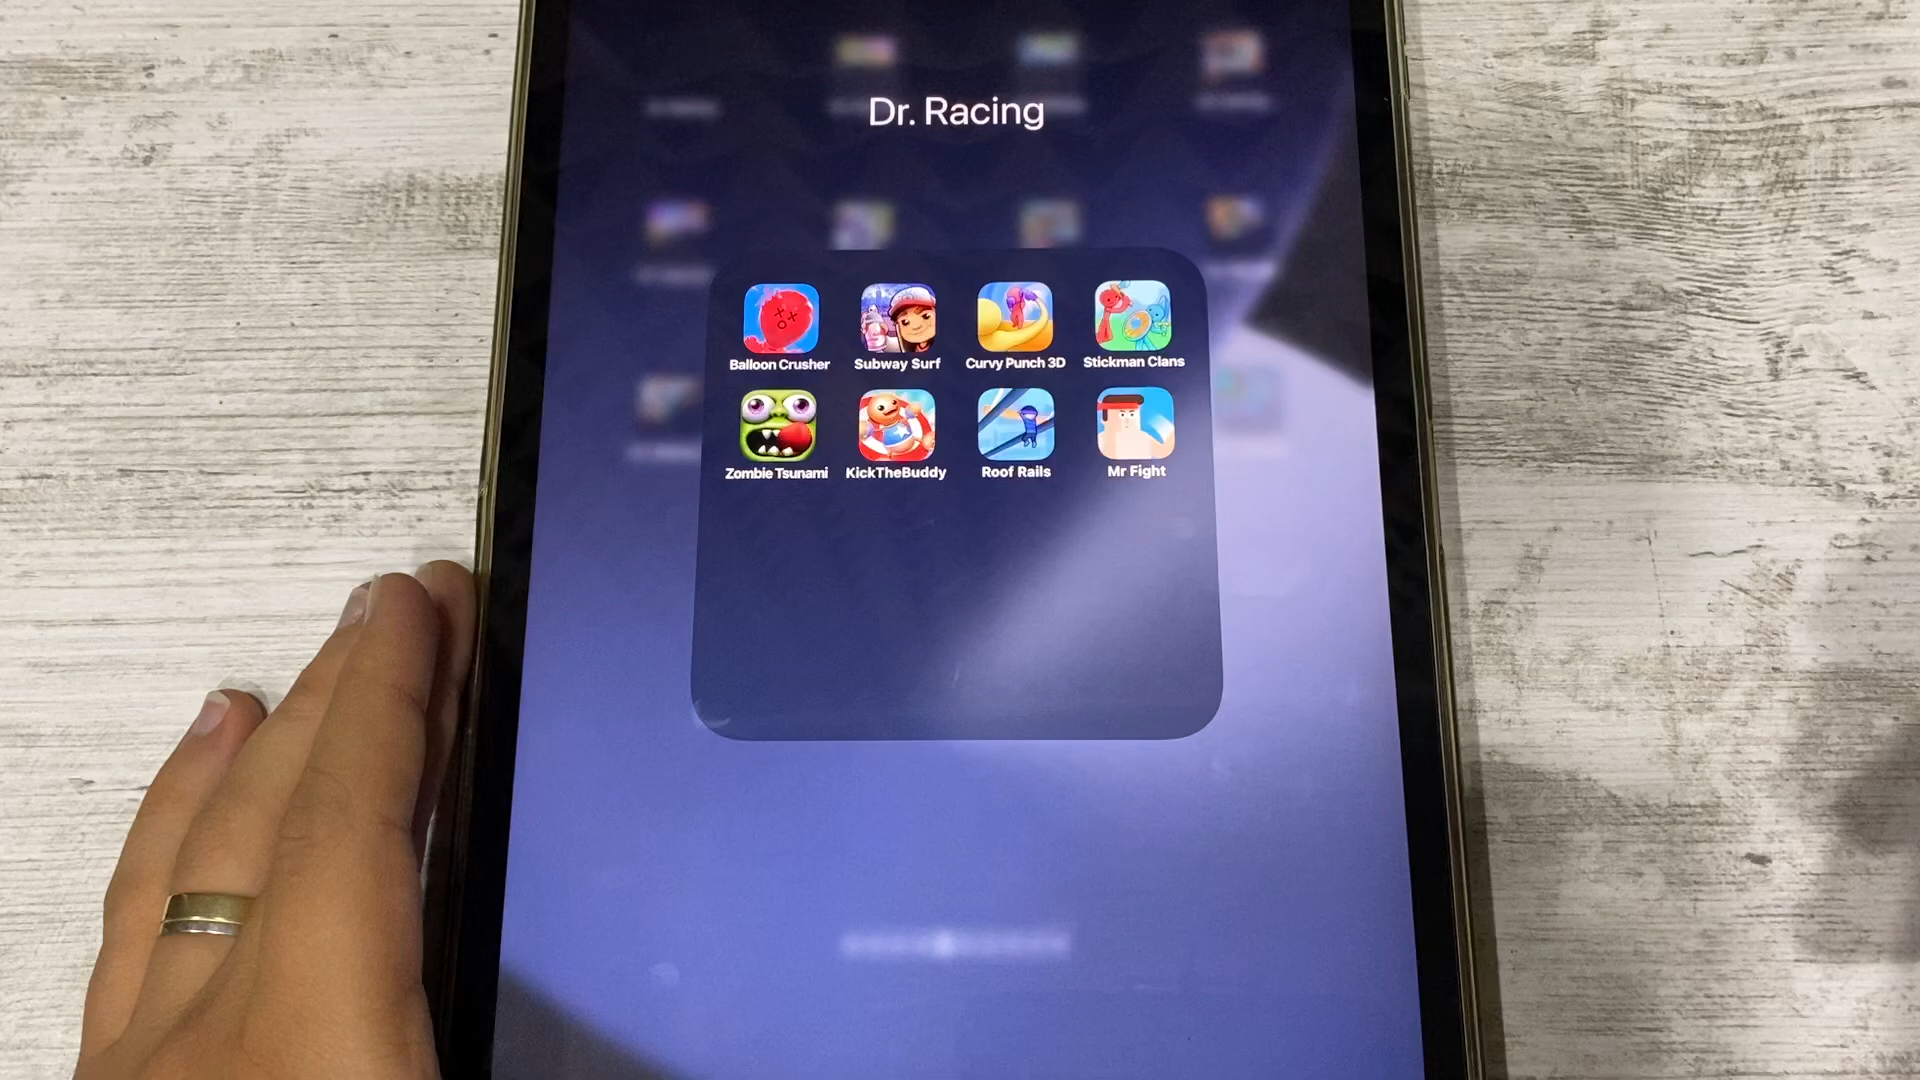 Dr. Racing
Balloon Crusher Subway Surf Curvy Punch 3D Stickman Clans
Zombie Tsunami KickTheBuddy Roof Rails Mr Fight